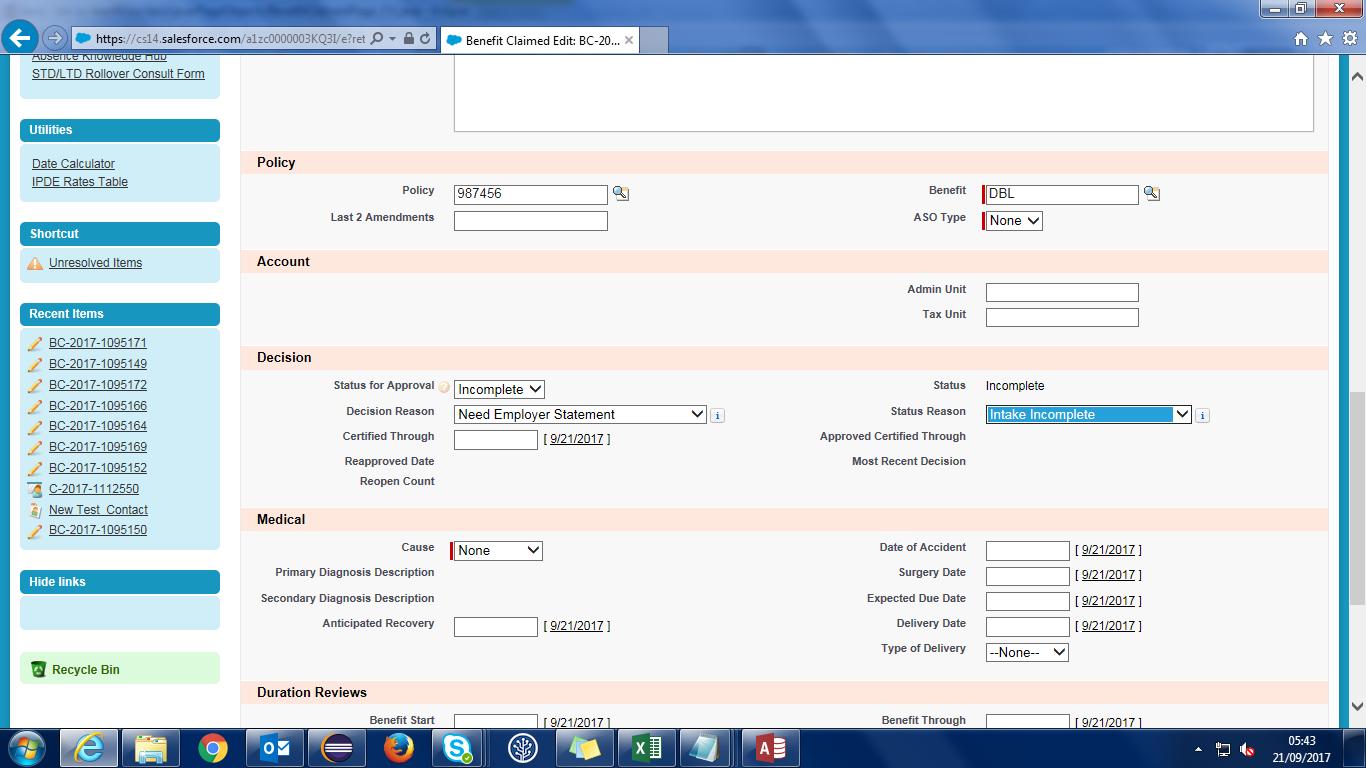 https://cs14.salesforce.com/a1zc0000003KQ3I/e?ret
Benefit Claimed Edit: BC-20...
Absence Knowledge Hub
STD/LTD Rollover Consult Form
Utilities
Date Calculator
IPDE Rates Table
Shortcut
Unresolved Items
Recent Items
BC-2017-1095171
BC-2017-1095149
BC-2017-1095172
BC-2017-1095166
BC-2017-1095164
BC-2017-1095169
BC-2017-1095152
C-2017-1112550
New Test Contact
BC-2017-1095150
Hide links
Recycle Bin
Policy
Policy 987456 Benefit DBL
Last 2 Amendments ASO Type None
Account
Admin Unit
Tax Unit
Decision
Status for Approval ? Incomplete Status Incomplete
Decision Reason Need Employer Statement i Status Reason Intake Incomplete i
Certified Through [ 9/21/2017 ] Approved Certified Through
Reapproved Date Most Recent Decision
Reopen Count
Medical
Cause None Date of Accident [ 9/21/2017 ]
Primary Diagnosis Description Surgery Date [ 9/21/2017 ]
Secondary Diagnosis Description Expected Due Date [ 9/21/2017 ]
Anticipated Recovery [ 9/21/2017 ] Delivery Date [ 9/21/2017 ]
Type of Delivery --None--
Duration Reviews
Benefit Start [ 9/21/2017 ] Benefit Through [ 9/21/2017 ]
05:43
21/09/2017